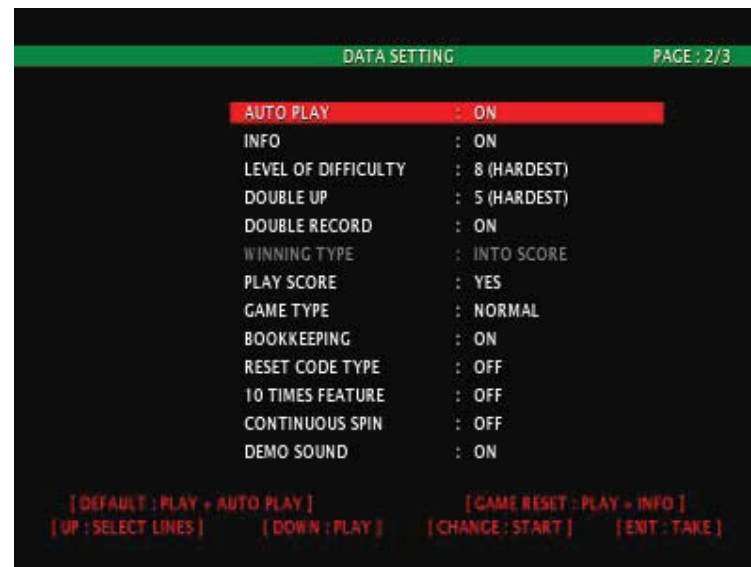 DATA SETTING PAGE : 2/3
AUTO PLAY : ON
INFO : ON
LEVEL OF DIFFICULTY : 8 (HARDEST)
DOUBLE UP : 5 (HARDEST)
DOUBLE RECORD : ON
WINNING TYPE : INTO SCORE
PLAY SCORE : YES
GAME TYPE : NORMAL
BOOKKEEPING : ON
RESET CODE TYPE : OFF
10 TIMES FEATURE : OFF
CONTINUOUS SPIN : OFF
DEMO SOUND : ON
[ DEFAULT : PLAY + AUTO PLAY ] [ GAME RESET : PLAY + INFO ]
[ UP : SELECT LINES ] [ DOWN : PLAY ] [ CHANGE : START ] [ EXIT : TAKE ]